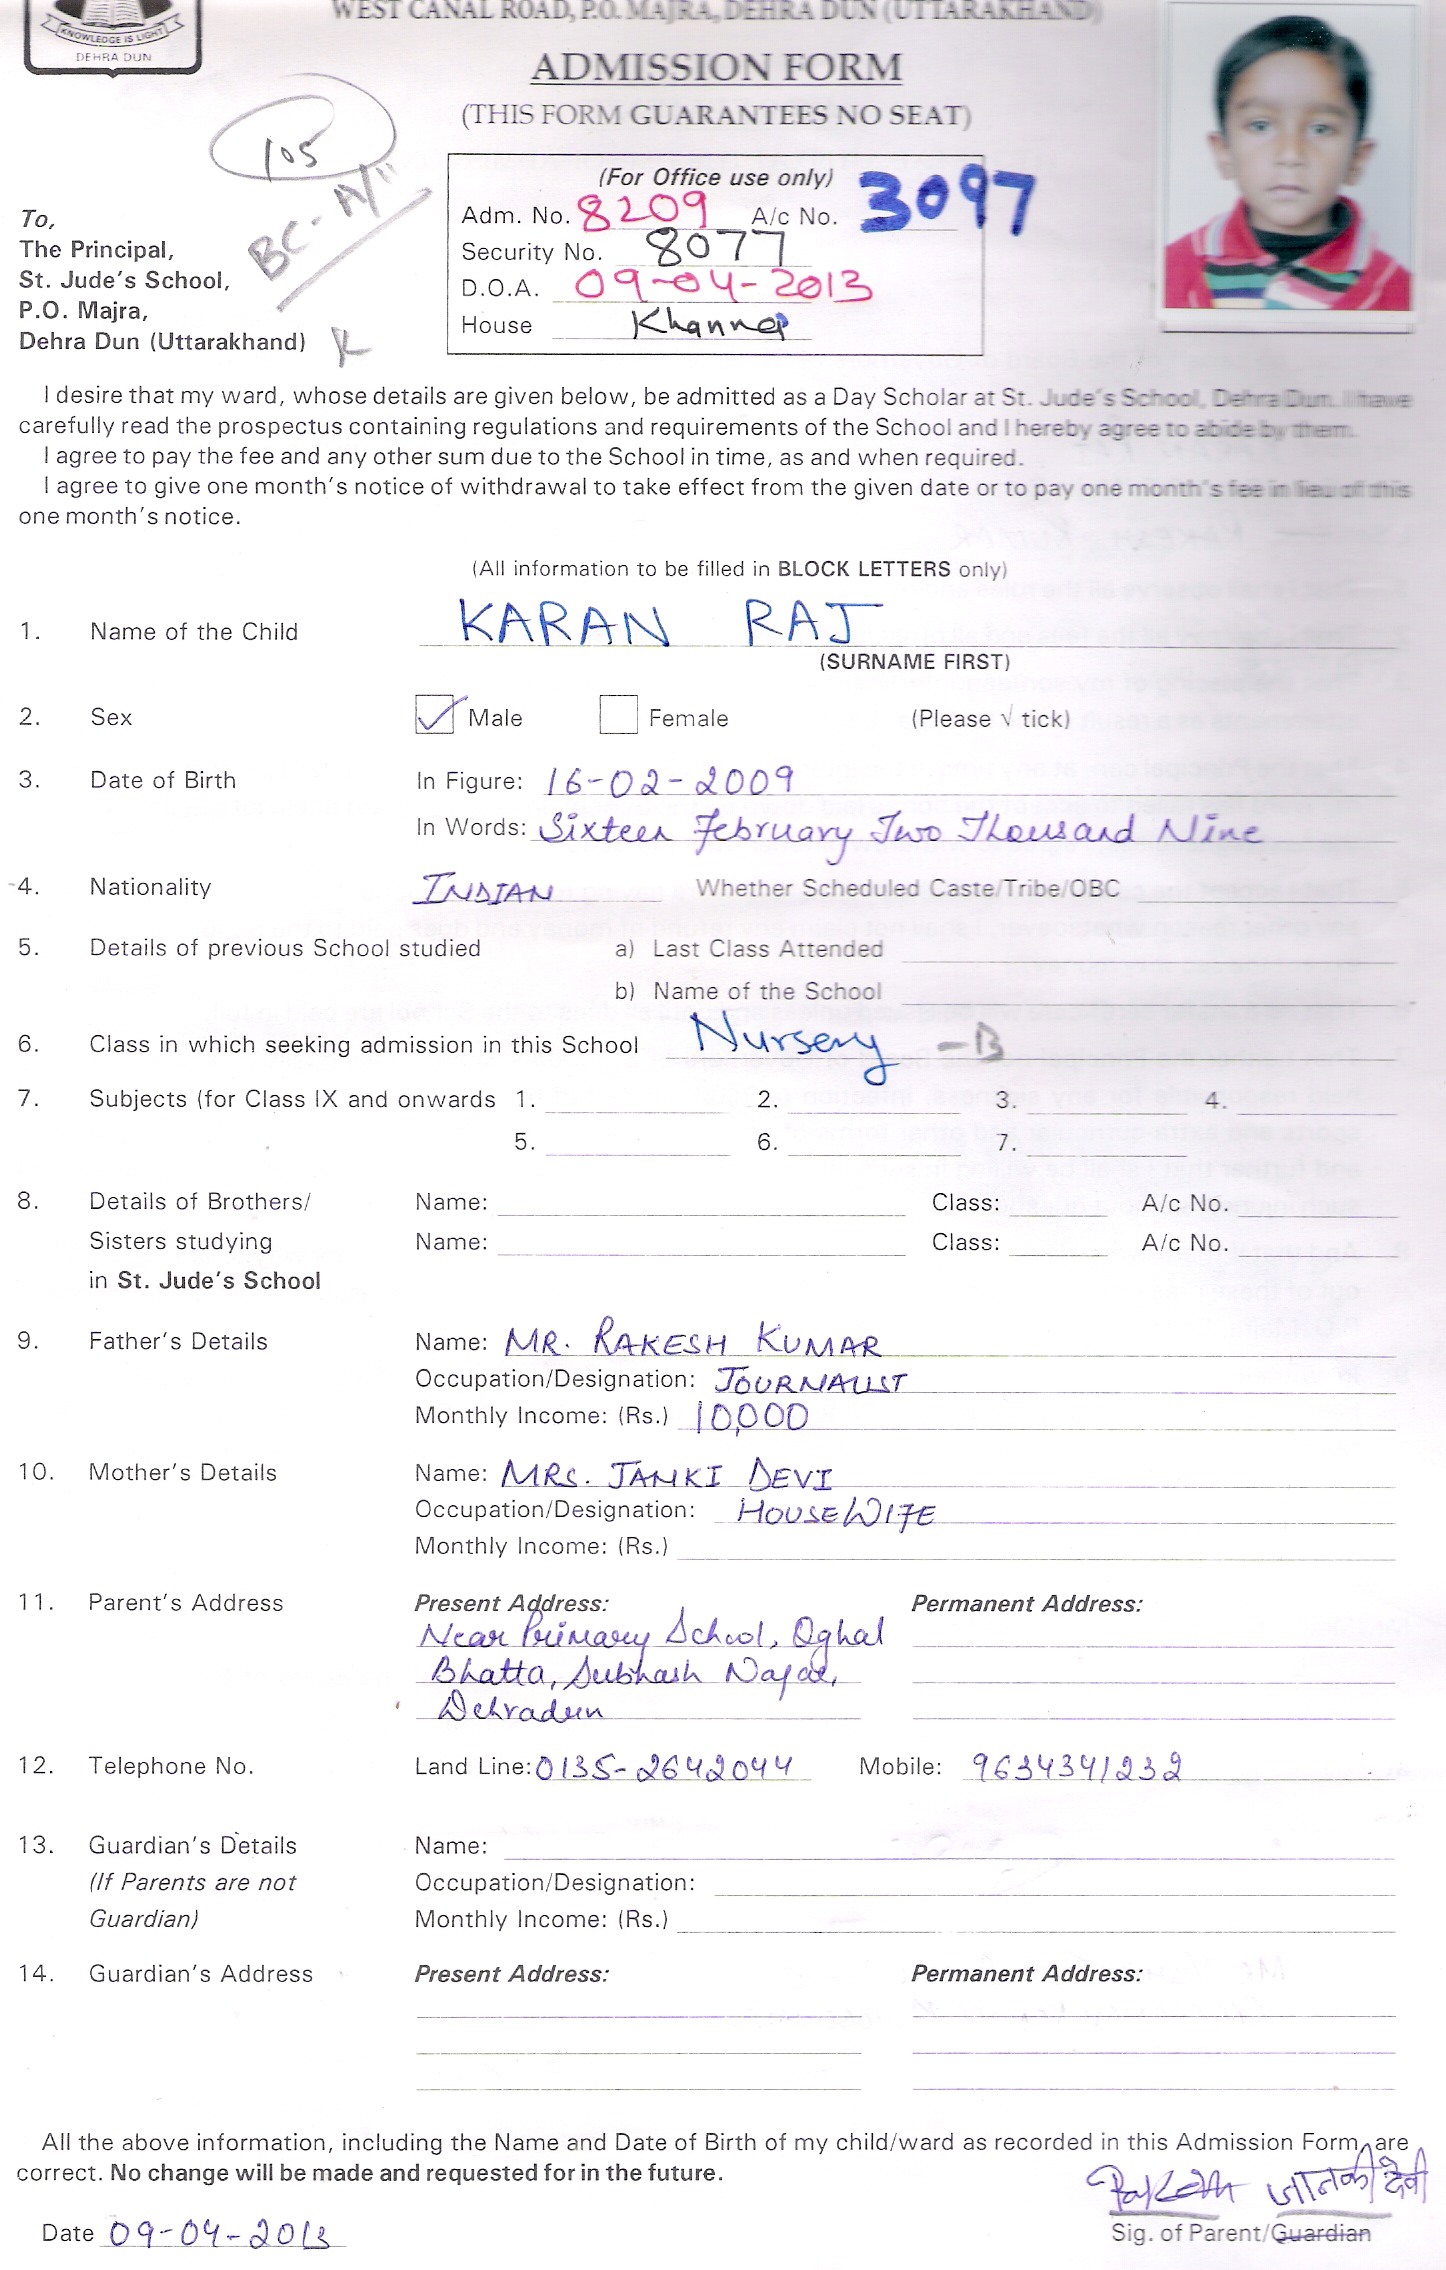 WEST CANAL ROAD, P.O. MAJRA, DEHRA DUN (UTTARAKHAND)
KNOWLEDGE IS LIGHT
DEHRA DUN
ADMISSION FORM
(THIS FORM GUARANTEES NO SEAT)
105
BC-A/"
(For Office use only)
Adm. No. 8209 A/c No. 3097
Security No. 8077
D.O.A. 09-04-2013
House Khanna
To,
The Principal,
St. Jude's School,
P.O. Majra,
Dehra Dun (Uttarakhand)
I desire that my ward, whose details are given below, be admitted as a Day Scholar at St. Jude's School, Dehra Dun. I have
carefully read the prospectus containing regulations and requirements of the School and I hereby agree to abide by them.
I agree to pay the fee and any other sum due to the School in time, as and when required.
I agree to give one month's notice of withdrawal to take effect from the given date or to pay one month's fee in lieu of this
one month's notice.
(All information to be filled in BLOCK LETTERS only)
1. Name of the Child KARAN RAJ
(SURNAME FIRST)
2. Sex Male Female (Please √ tick)
3. Date of Birth In Figure: 16-02-2009
In Words: Sixteen February Two Thousand Nine
4. Nationality INDIAN Whether Scheduled Caste/Tribe/OBC
5. Details of previous School studied a) Last Class Attended
b) Name of the School
6. Class in which seeking admission in this School Nursery -B
7. Subjects (for Class IX and onwards 1. 2. 3. 4.
5. 6. 7.
8. Details of Brothers/ Name: Class: A/c No.
Sisters studying Name: Class: A/c No.
in St. Jude's School
9. Father's Details Name: MR. RAKESH KUMAR
Occupation/Designation: JOURNALIST
Monthly Income: (Rs.) 10,000
10. Mother's Details Name: MRS. JANKI DEVI
Occupation/Designation: HOUSEWIFE
Monthly Income: (Rs.)
11. Parent's Address Present Address: Permanent Address:
Near Primary School, Oghal
Bhatta, Subhash Nagar,
Dehradun
12. Telephone No. Land Line: 0135-2642044 Mobile: 9634341232
13. Guardian's Details Name:
(If Parents are not Occupation/Designation:
Guardian) Monthly Income: (Rs.)
14. Guardian's Address Present Address: Permanent Address:
All the above information, including the Name and Date of Birth of my child/ward as recorded in this Admission Form, are
correct. No change will be made and requested for in the future.
Rakesh जानकी देवी
Date 09-04-2013 Sig. of Parent/Guardian